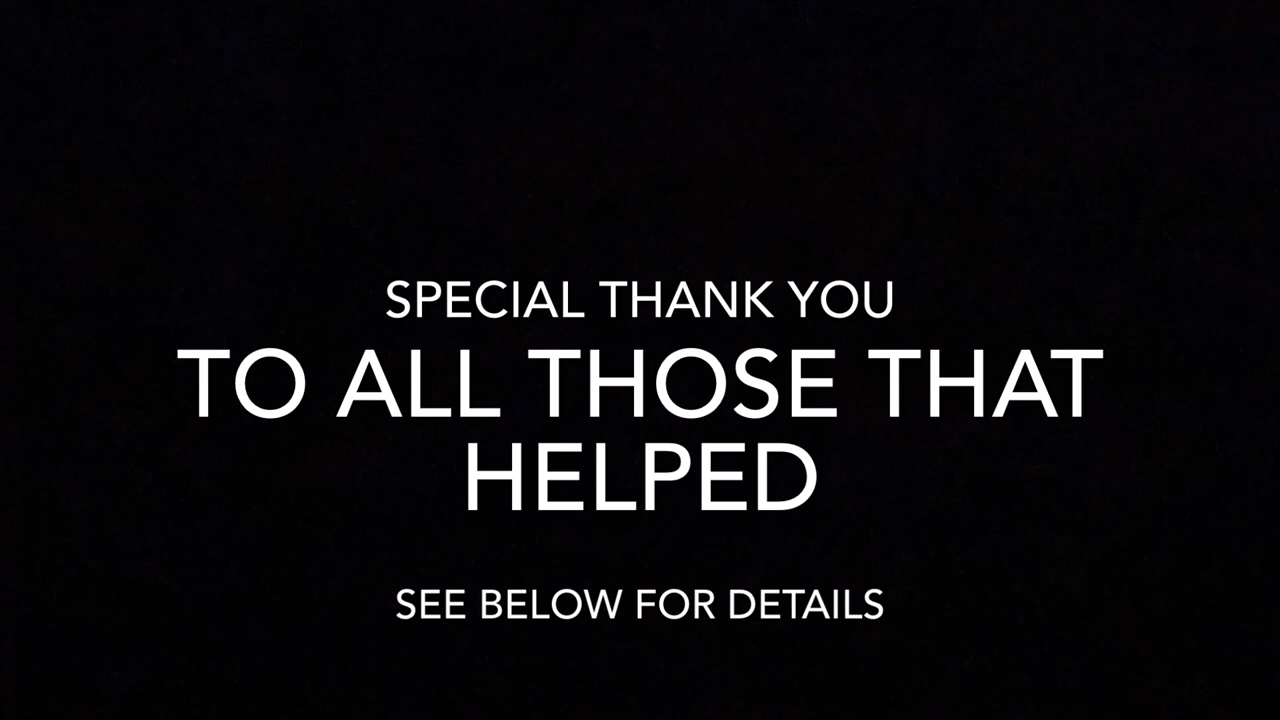 SPECIAL THANK YOU
TO ALL THOSE THAT
HELPED
SEE BELOW FOR DETAILS